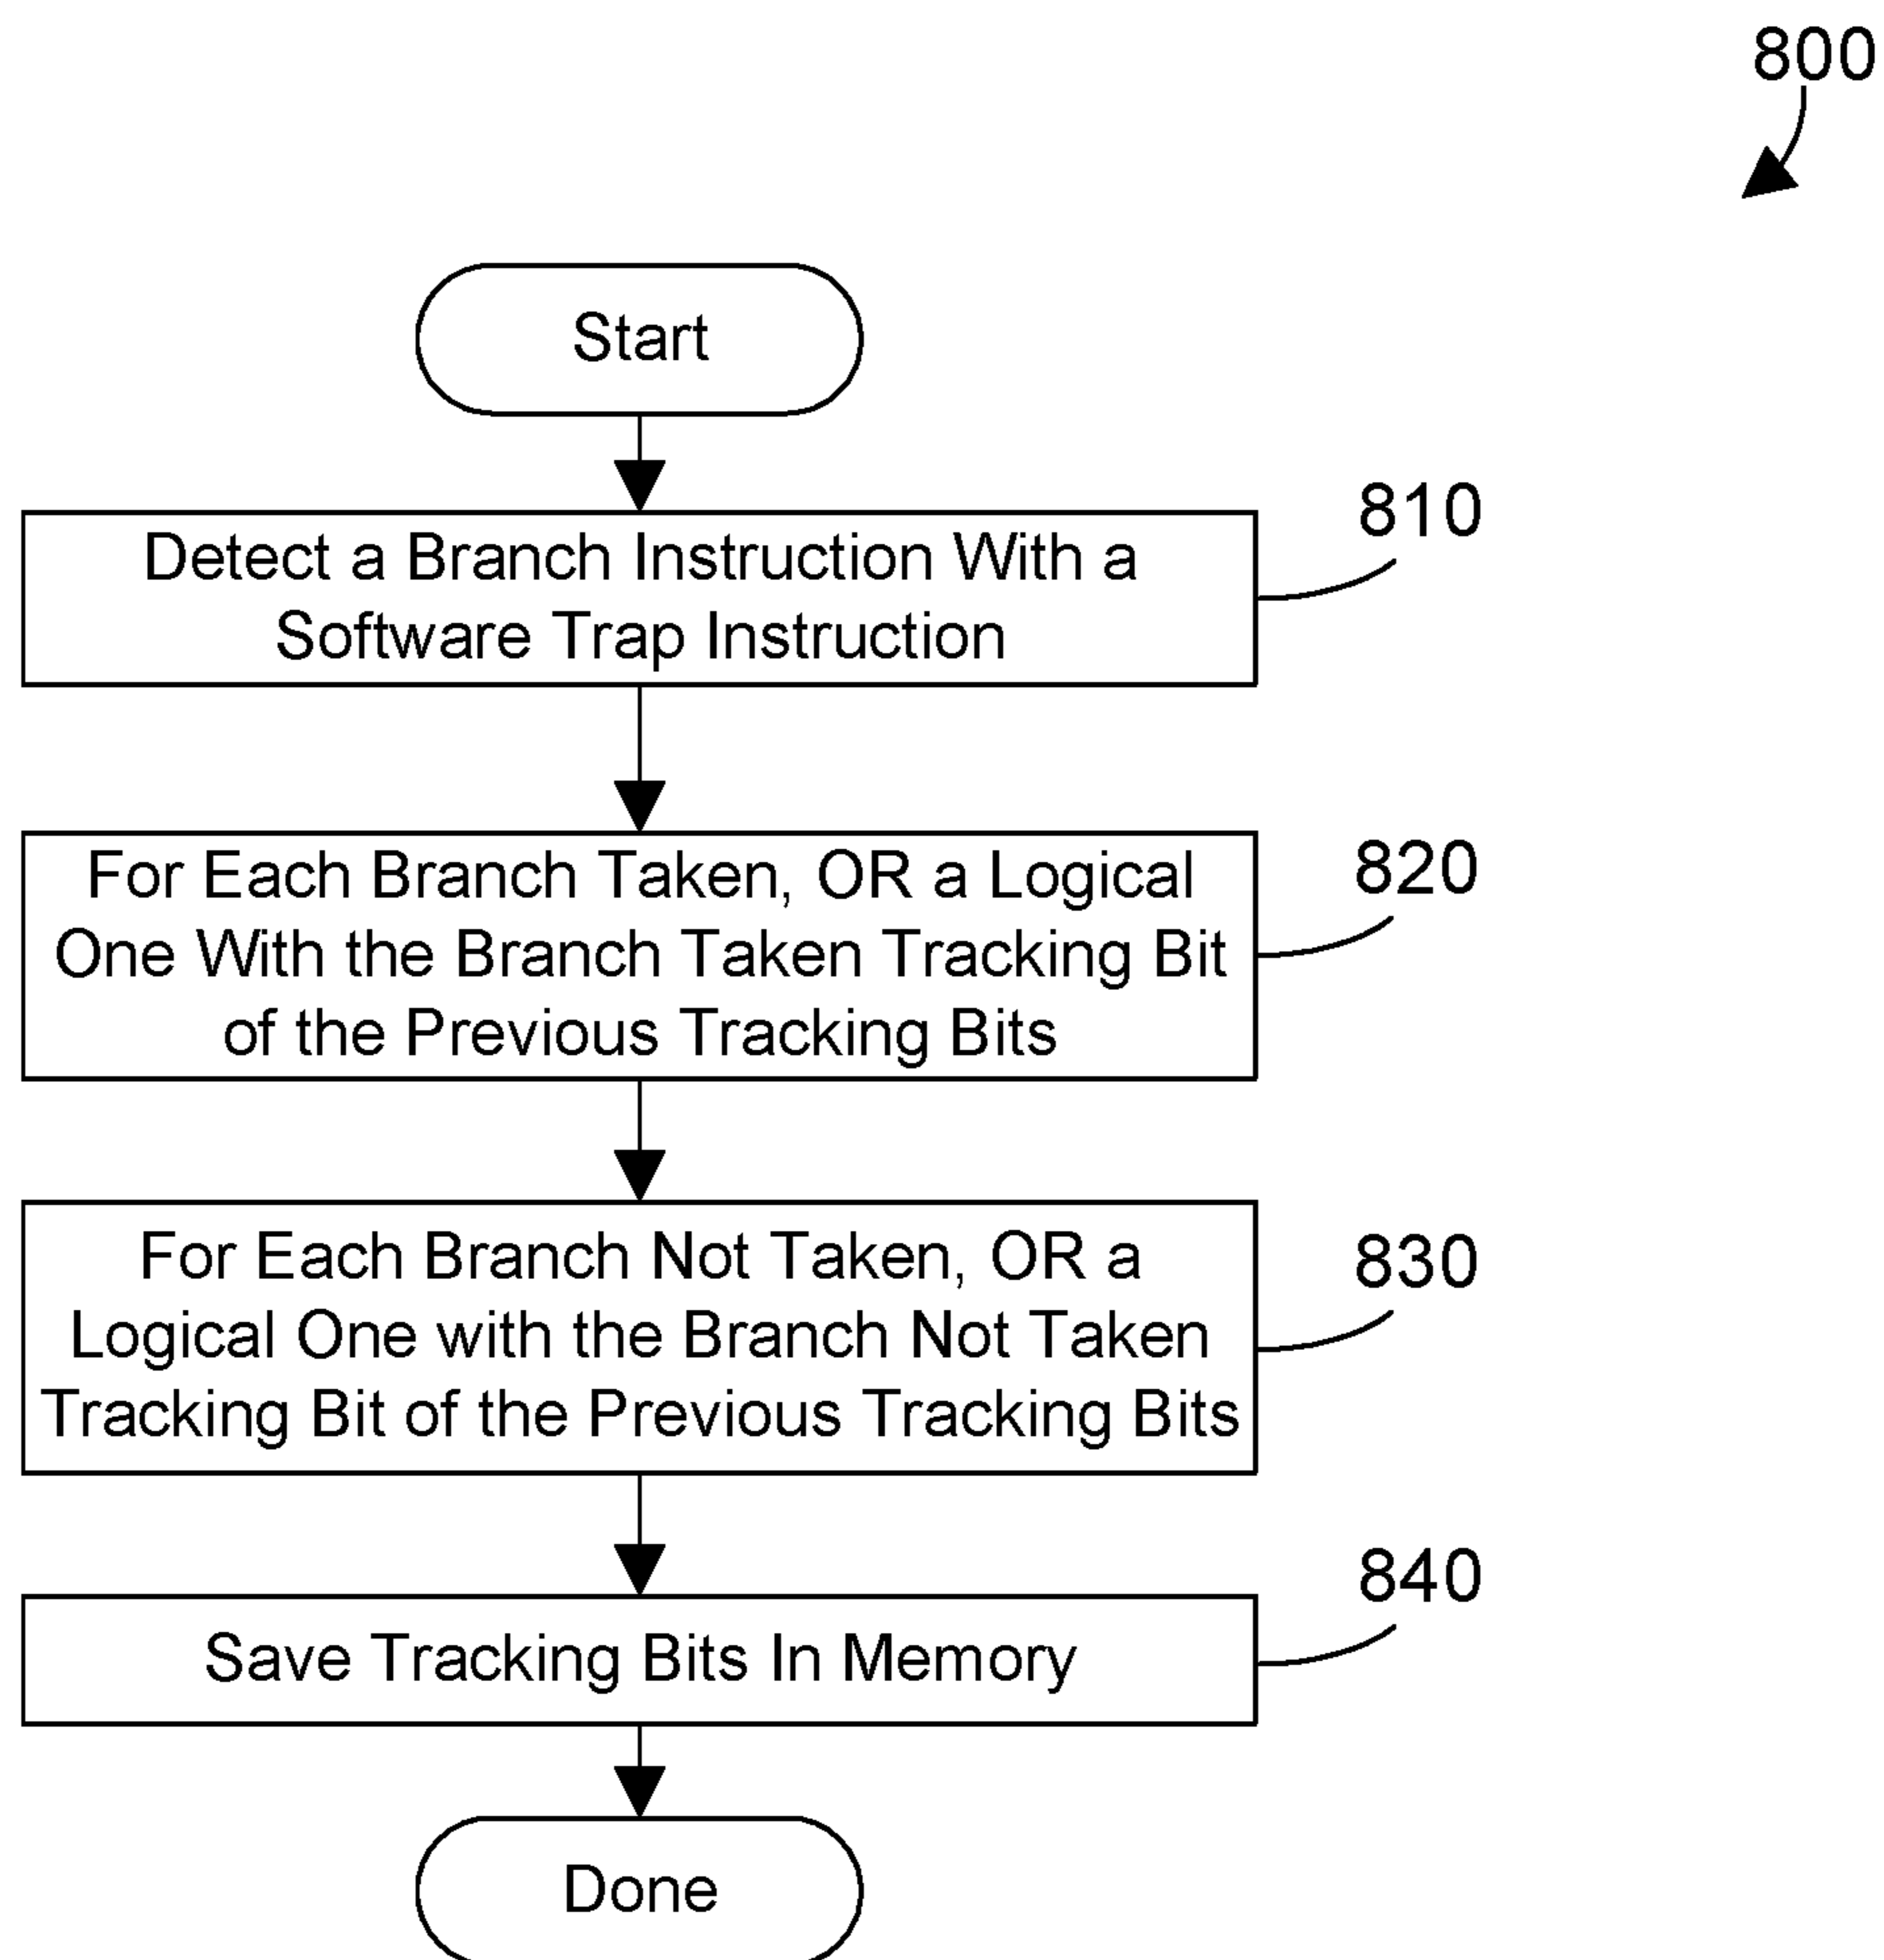 800
Start
810
Detect a Branch Instruction With a
Software Trap Instruction
820
For Each Branch Taken, OR a Logical
One With the Branch Taken Tracking Bit
of the Previous Tracking Bits
830
For Each Branch Not Taken, OR a
Logical One with the Branch Not Taken
Tracking Bit of the Previous Tracking Bits
840
Save Tracking Bits In Memory
Done